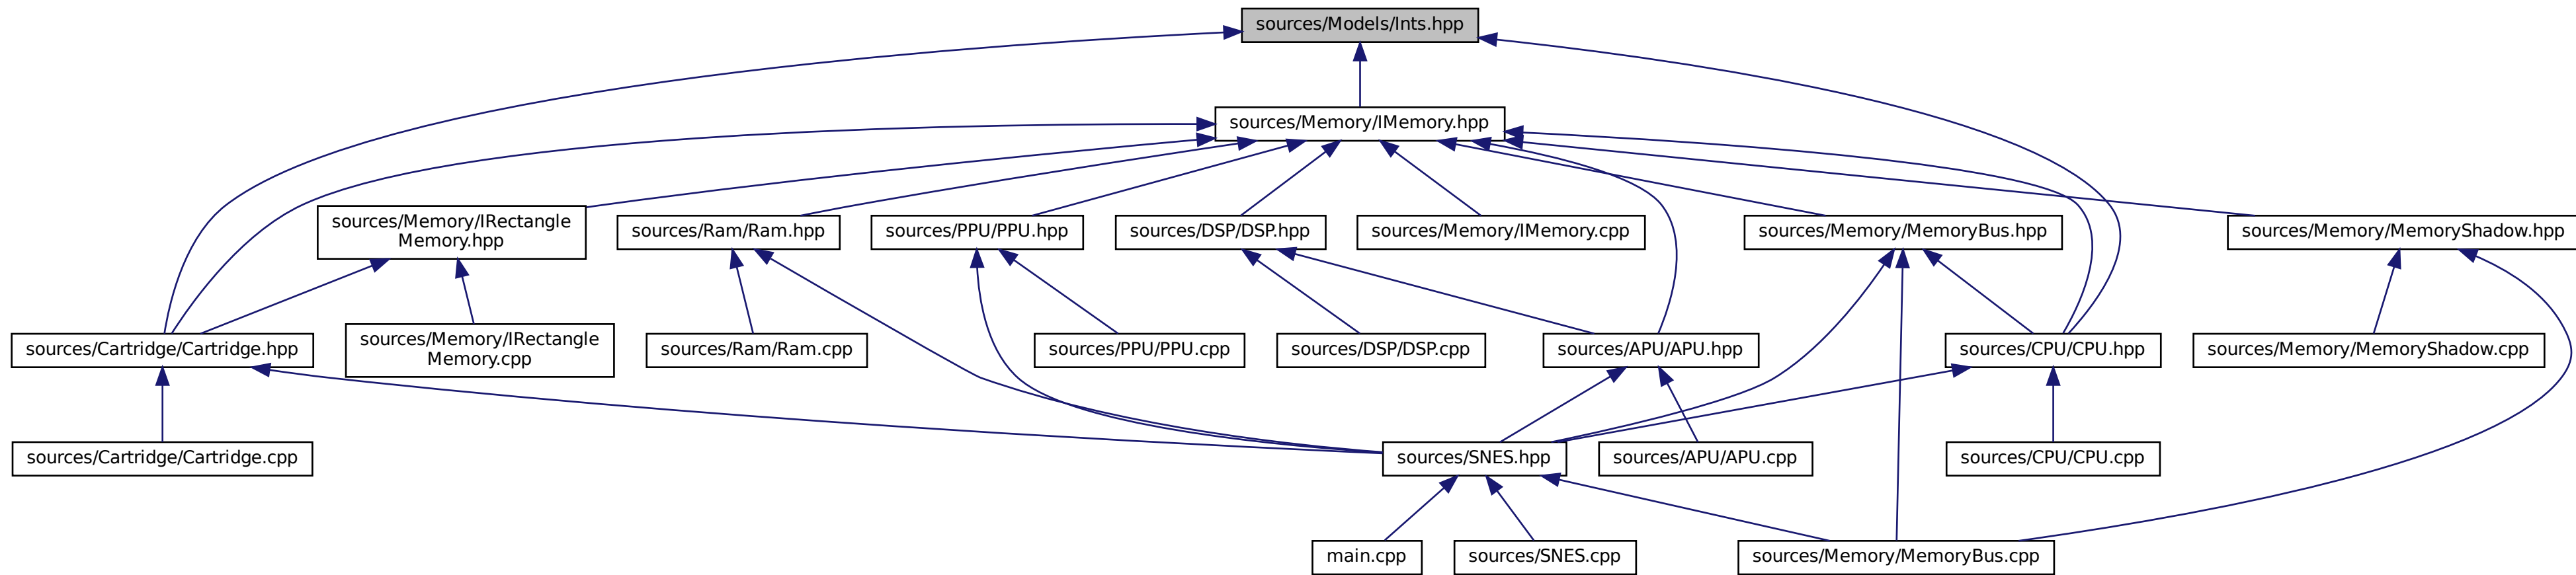 sources/Models/Ints.hpp
sources/Memory/IMemory.hpp
sources/Memory/IRectangle
Memory.hpp
sources/Ram/Ram.hpp
sources/PPU/PPU.hpp
sources/DSP/DSP.hpp
sources/Memory/IMemory.cpp
sources/Memory/MemoryBus.hpp
sources/Memory/MemoryShadow.hpp
sources/Cartridge/Cartridge.hpp
sources/Memory/IRectangle
Memory.cpp
sources/Ram/Ram.cpp
sources/PPU/PPU.cpp
sources/DSP/DSP.cpp
sources/APU/APU.hpp
sources/CPU/CPU.hpp
sources/Memory/MemoryShadow.cpp
sources/Cartridge/Cartridge.cpp
sources/SNES.hpp
sources/APU/APU.cpp
sources/CPU/CPU.cpp
main.cpp
sources/SNES.cpp
sources/Memory/MemoryBus.cpp